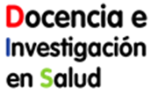 Docencia e
Investigación
en Salud